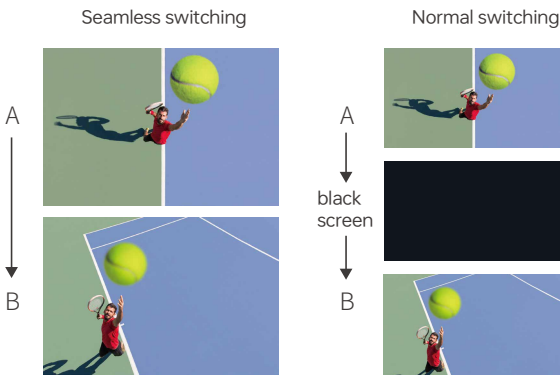 Seamless switching
Normal switching
A
B
A
black
screen
B